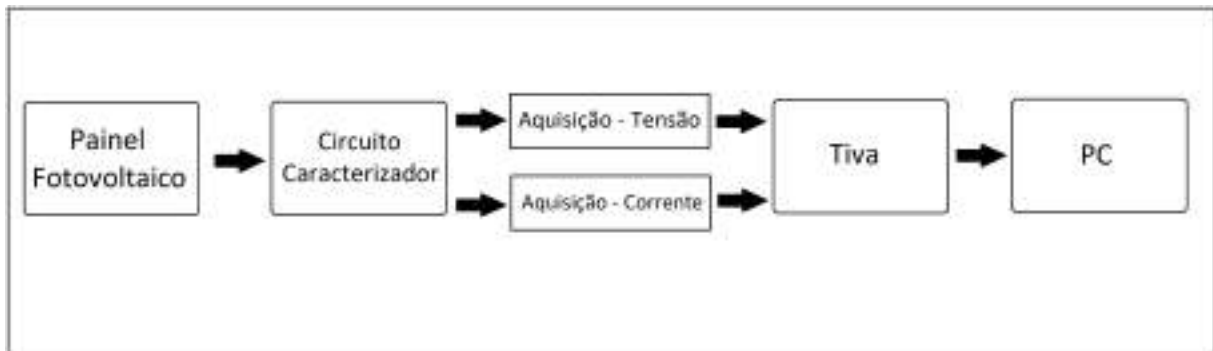 Painel
Fotovoltaico
Circuito
Caracterizador
Aquisição - Tensão
Aquisição - Corrente
Tiva
PC